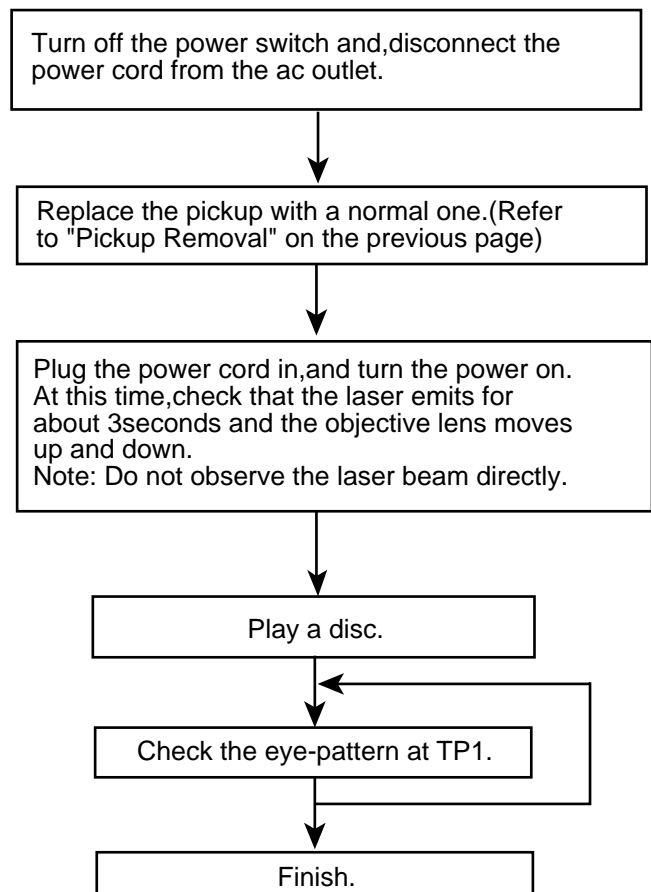 Turn off the power switch and,disconnect the
power cord from the ac outlet.
Replace the pickup with a normal one.(Refer
to "Pickup Removal" on the previous page)
Plug the power cord in,and turn the power on.
At this time,check that the laser emits for
about 3seconds and the objective lens moves
up and down.
Note: Do not observe the laser beam directly.
Play a disc.
Check the eye-pattern at TP1.
Finish.